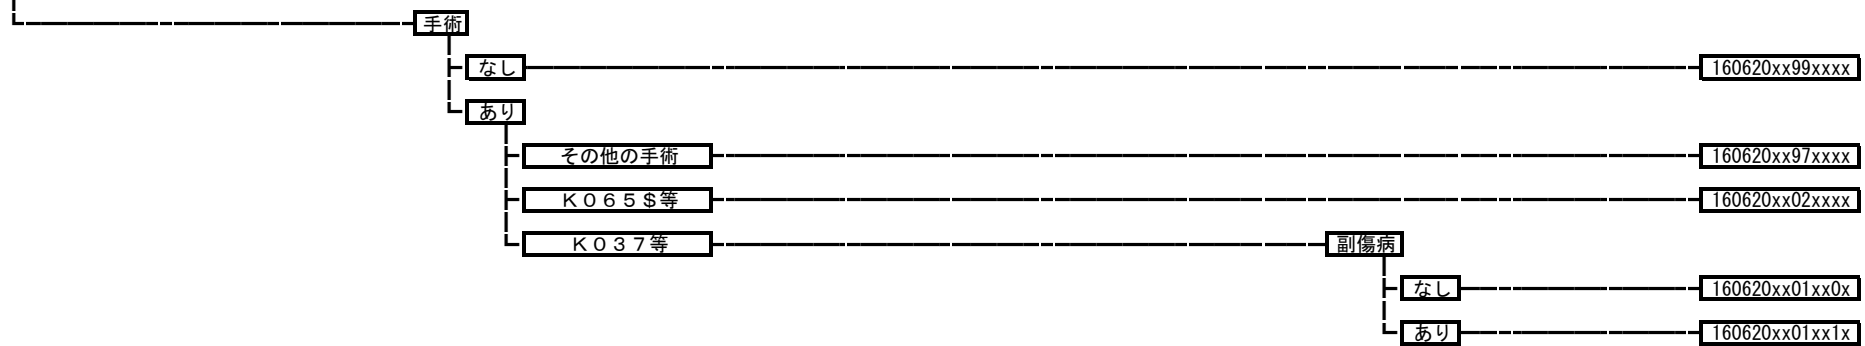 手術
なし 160620xx99xxxx
あり
その他の手術 160620xx97xxxx
K065$等 160620xx02xxxx
K037等 副傷病
なし 160620xx01xx0x
あり 160620xx01xx1x